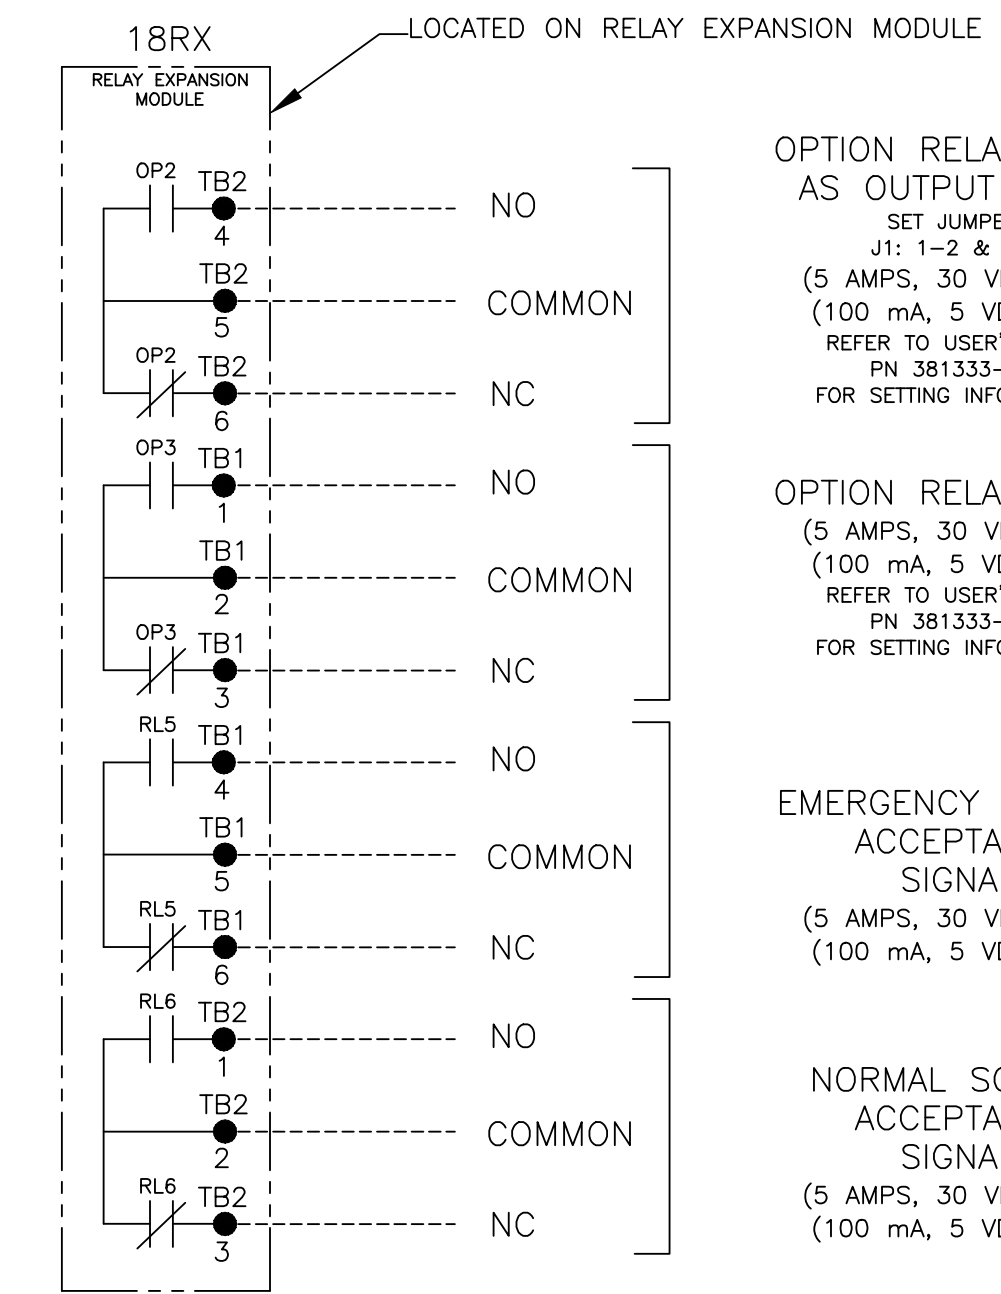 18RX
LOCATED ON RELAY EXPANSION MODULE
RELAY EXPANSION
MODULE
OP2 TB2
4
NO
TB2
5
COMMON
OP2 TB2
6
NC
OPTION RELA
AS OUTPUT
SET JUMPE
J1: 1-2 &
(5 AMPS, 30 V
(100 mA, 5 V
REFER TO USER'
PN 381333-
FOR SETTING INFO
OP3 TB1
1
NO
TB1
2
COMMON
OP3 TB1
3
NC
OPTION RELA
(5 AMPS, 30 V
(100 mA, 5 V
REFER TO USER'
PN 381333-
FOR SETTING INFO
RL5 TB1
4
NO
TB1
5
COMMON
RL5 TB1
6
NC
EMERGENCY
ACCEPTA
SIGNA
(5 AMPS, 30 V
(100 mA, 5 V
RL6 TB2
1
NO
TB2
2
COMMON
RL6 TB2
3
NC
NORMAL SO
ACCEPTA
SIGNA
(5 AMPS, 30 V
(100 mA, 5 V